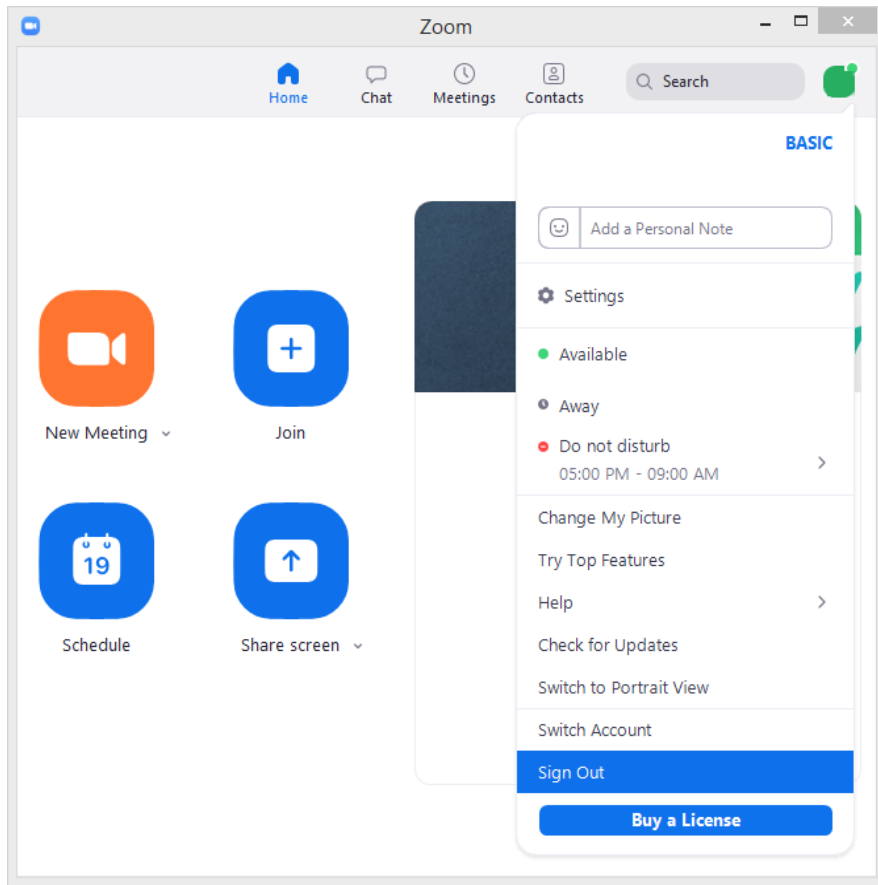 Zoom
Home
Chat
Meetings
Contacts
Search
BASIC
Add a Personal Note
Settings
Available
Away
Do not disturb
05:00 PM - 09:00 AM
New Meeting
Join
19
Schedule
Share screen
Change My Picture
Try Top Features
Help
Check for Updates
Switch to Portrait View
Switch Account
Sign Out
Buy a License